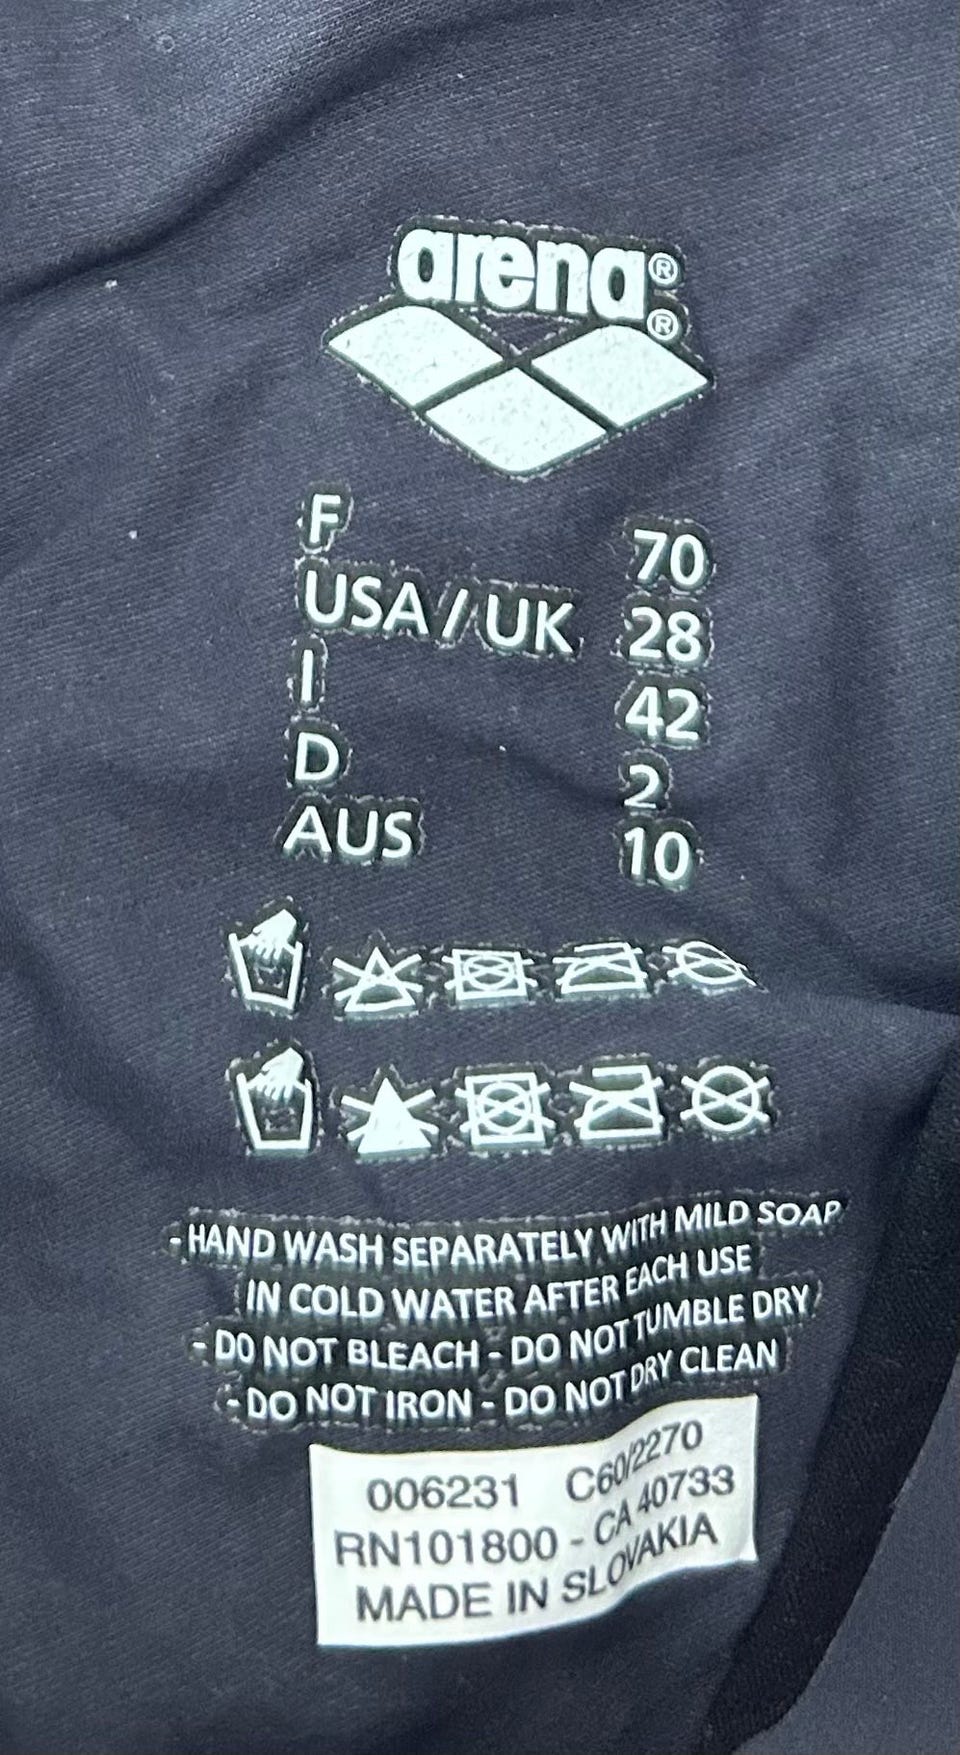 arena®
®
F 70
USA / UK 28
I 42
D 2
AUS 10
- HAND WASH SEPARATELY WITH MILD SOAP
IN COLD WATER AFTER EACH USE
- DO NOT BLEACH - DO NOT TUMBLE DRY
- DO NOT IRON - DO NOT DRY CLEAN
006231 C60/2270
RN101800 - CA 40733
MADE IN SLOVAKIA